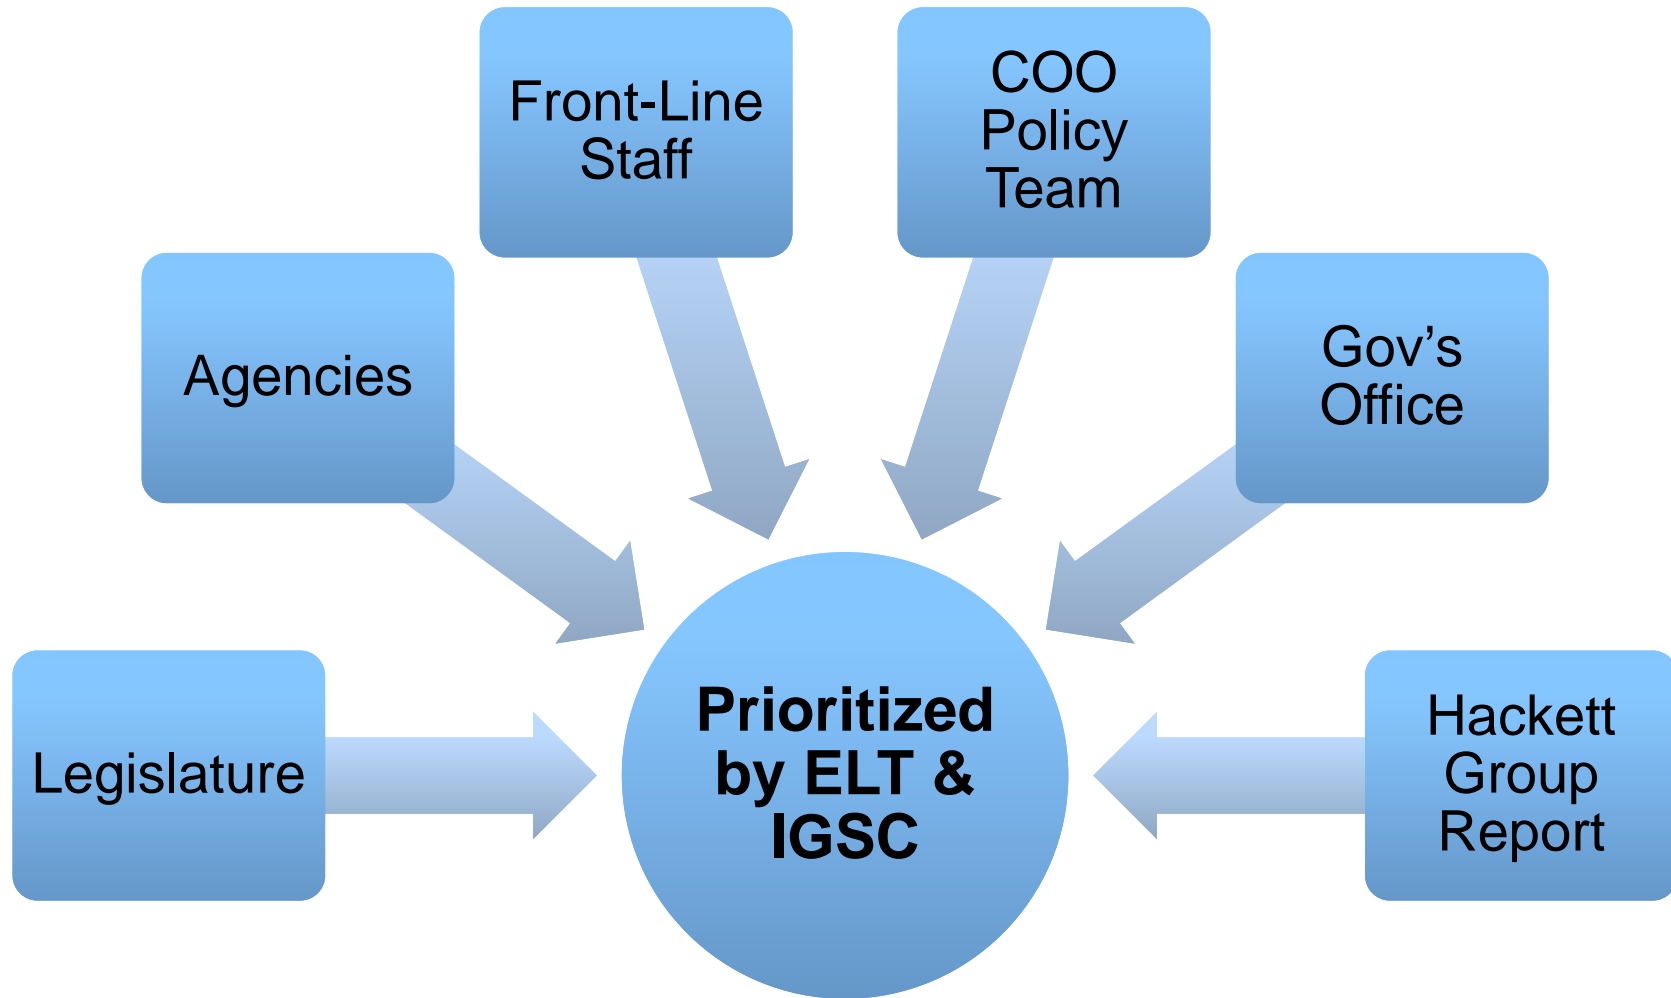 Front-Line
Staff
COO
Policy
Team
Agencies
Gov’s
Office
Legislature
Prioritized
by ELT &
IGSC
Hackett
Group
Report